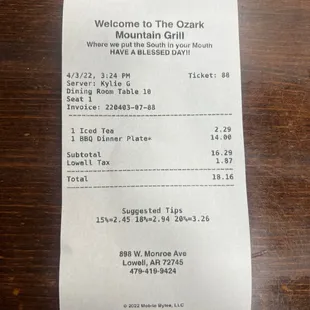 Welcome to The Ozark
Mountain Grill
Where we put the South in your Mouth
HAVE A BLESSED DAY!!
4/3/22, 3:24 PM Ticket: 88
Server: Kylie G
Dining Room Table 10
Seat 1
Invoice: 220403-07-88
1 Iced Tea 2.29
1 BBQ Dinner Plate* 14.00
Subtotal 16.29
Lowell Tax 1.87
Total 18.16
Suggested Tips
15%=2.45 18%=2.94 20%=3.26
898 W. Monroe Ave
Lowell, AR 72745
479-419-9424
© 2022 Mobile Bytes, LLC